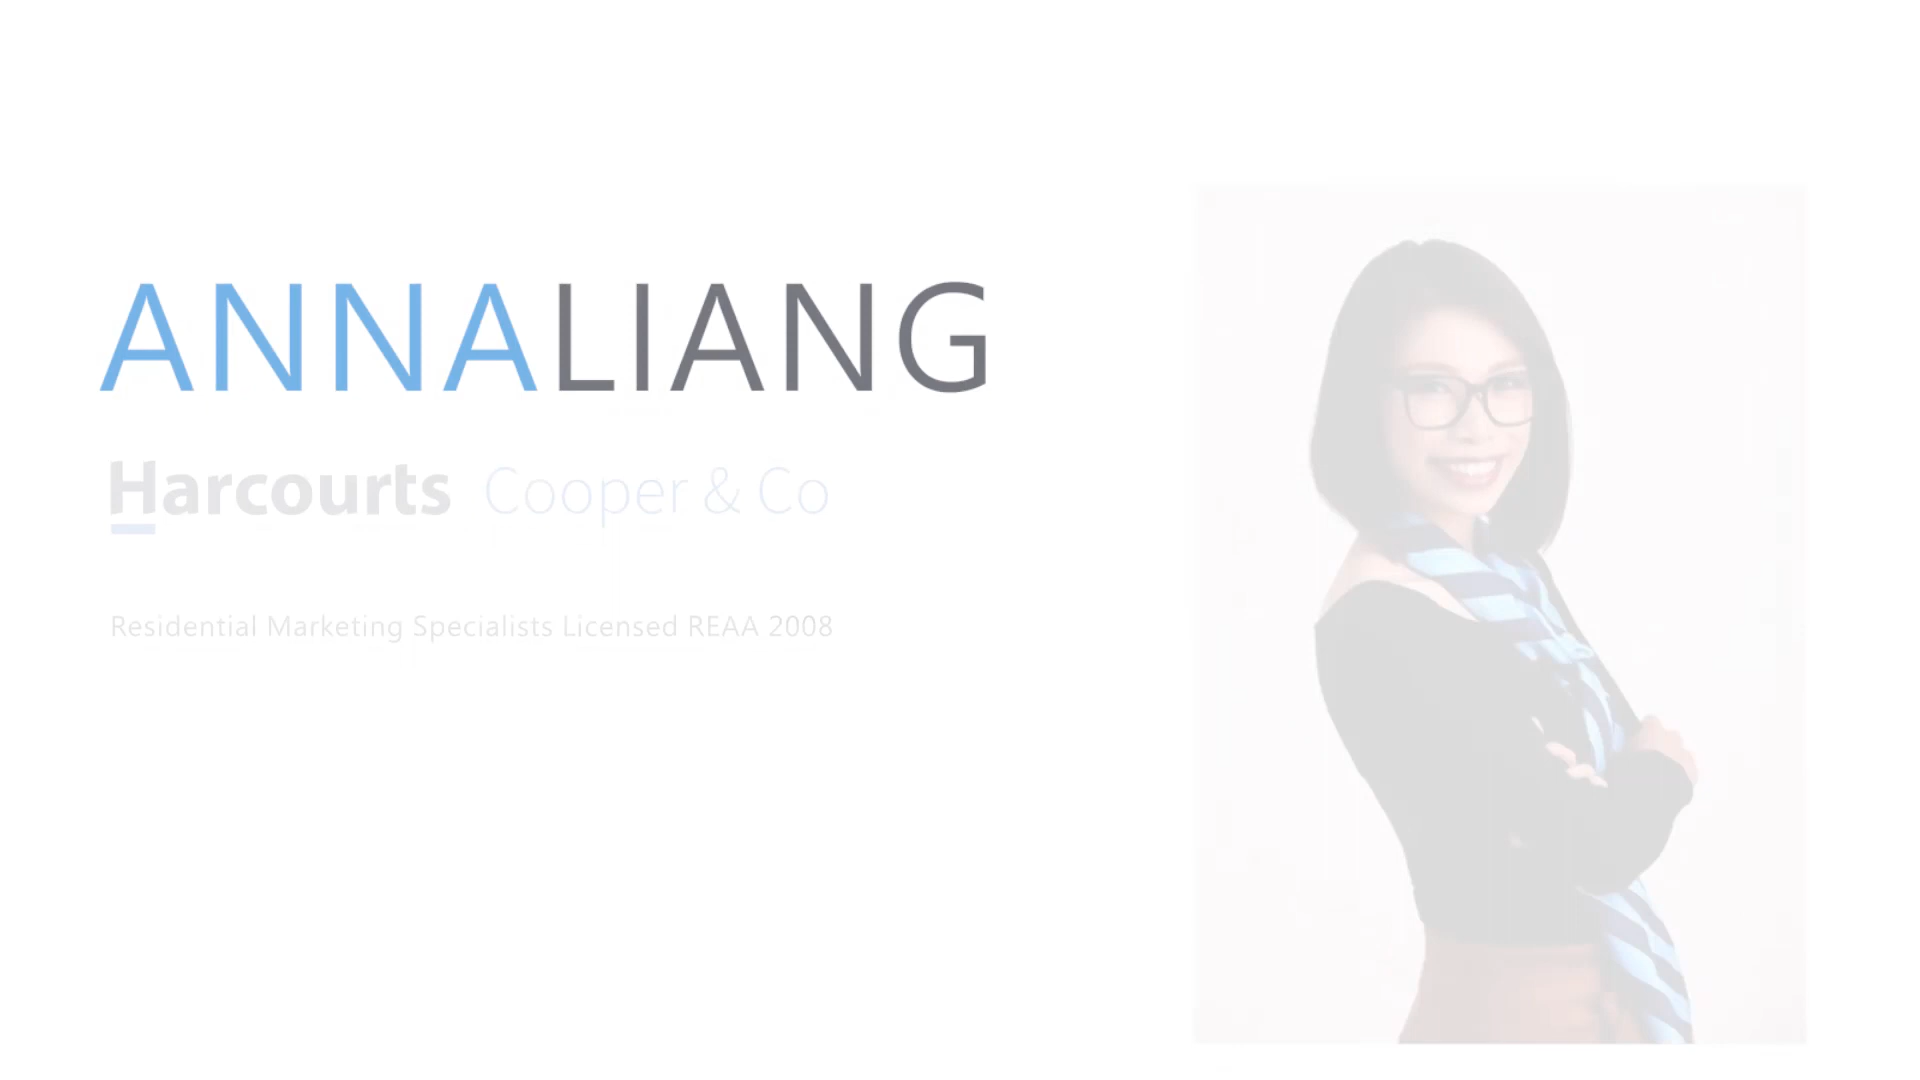 ANNALIANG
Harcourts Cooper & Co
Residential Marketing Specialists Licensed REAA 2008